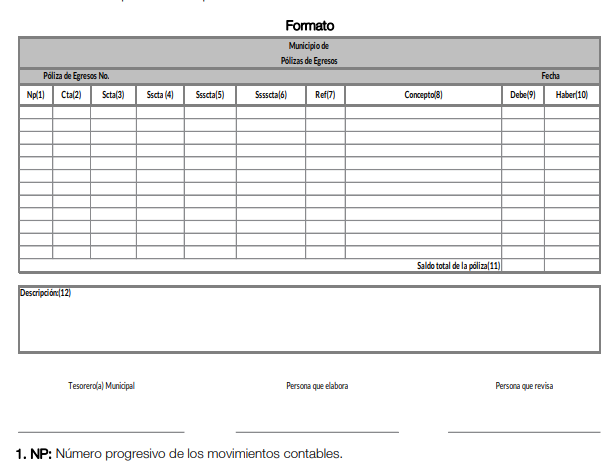 Formato
Municipio de
Pólizas de Egresos
Póliza de Egresos No. Fecha
Np(1) Cta(2) Scta(3) Sscta (4) Ssscta(5) Sssscta(6) Ref(7) Concepto(8) Debe(9) Haber(10)
Saldo total de la póliza(11)
Descripción:(12)
Tesorero(a) Municipal Persona que elabora Persona que revisa
1. NP: Número progresivo de los movimientos contables.